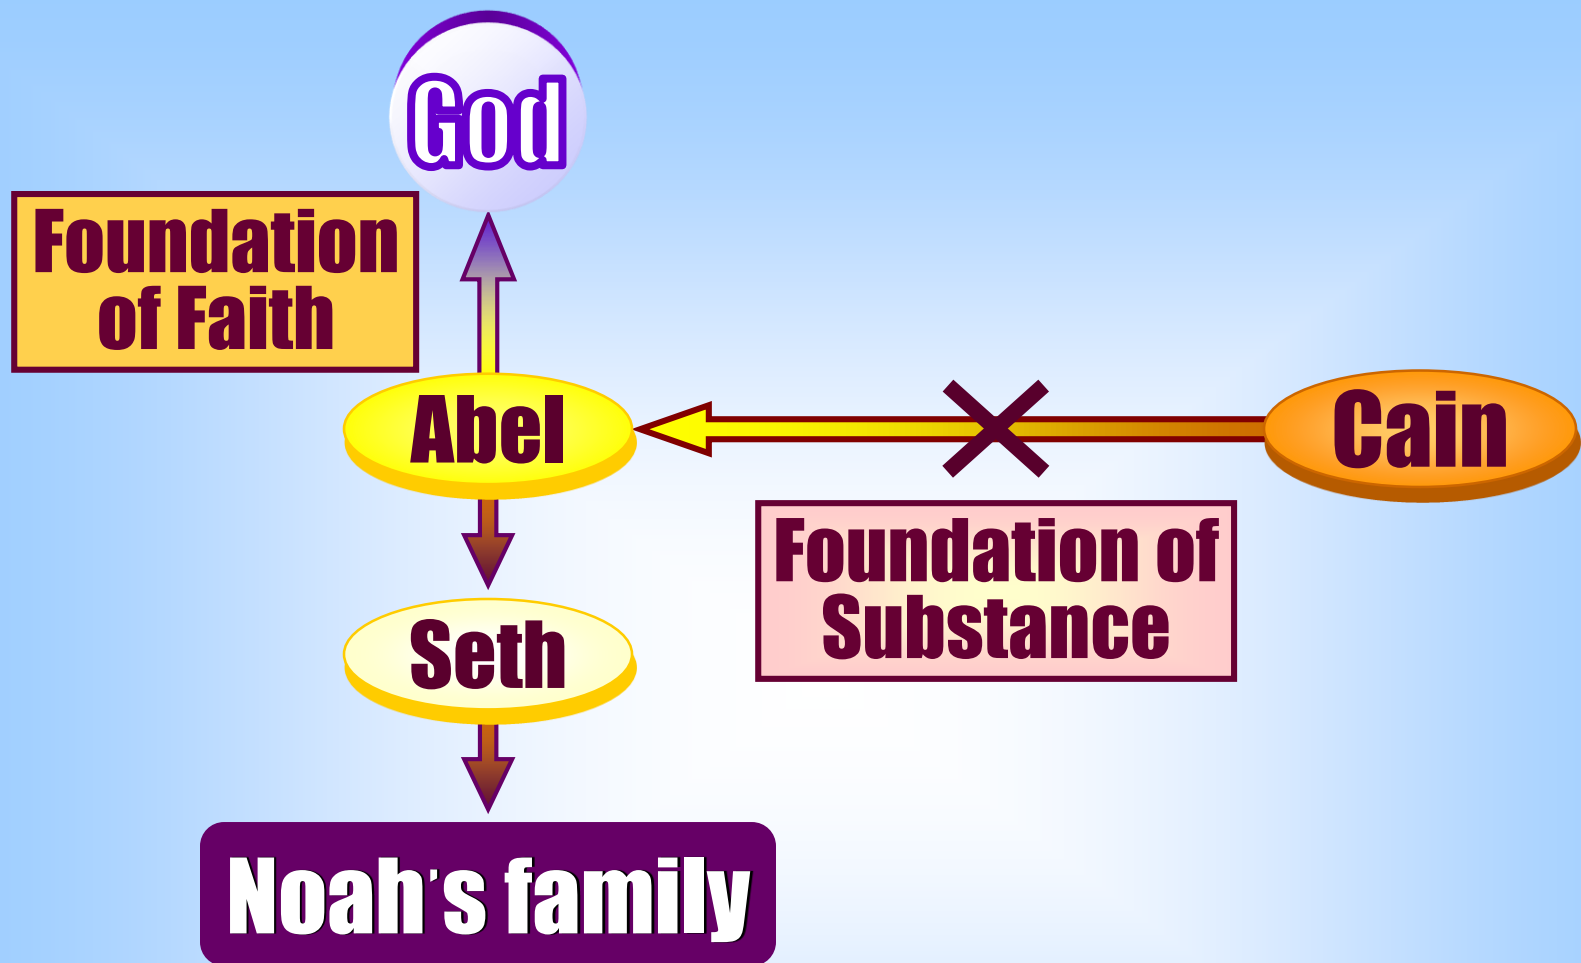 God
Foundation
of Faith
Abel
Cain
Foundation of
Substance
Seth
Noah's family